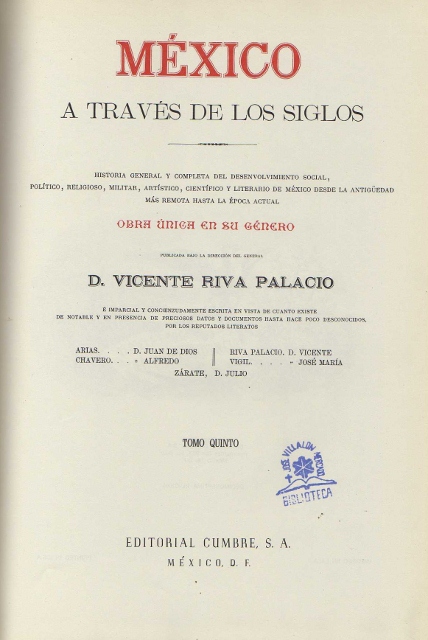 MÉXICO
A TRAVÉS DE LOS SIGLOS
HISTORIA GENERAL Y COMPLETA DEL DESENVOLVIMIENTO SOCIAL,
POLÍTICO, RELIGIOSO, MILITAR, ARTÍSTICO, CIENTÍFICO Y LITERARIO DE MÉXICO DESDE LA ANTIGÜEDAD
MÁS REMOTA HASTA LA ÉPOCA ACTUAL
OBRA ÚNICA EN SU GÉNERO
PUBLICADA BAJO LA DIRECCIÓN DEL GENERAL
D. VICENTE RIVA PALACIO
É IMPARCIAL Y CONCIENZUDAMENTE ESCRITA EN VISTA DE CUANTO EXISTE
DE NOTABLE Y EN PRESENCIA DE PRECIOSOS DATOS Y DOCUMENTOS HASTA HACE POCO DESCONOCIDOS,
POR LOS REPUTADOS LITERATOS
ARIAS. . . . D. JUAN DE DIOS
CHAVERO. . . » ALFREDO
RIVA PALACIO. D. VICENTE
VIGIL. . . . . » JOSÉ MARÍA
ZÁRATE, D. JULIO
TOMO QUINTO
JOSÉ VILLALÓN
BIBLIOTECA
EDITORIAL CUMBRE, S. A.
MÉXICO, D. F.